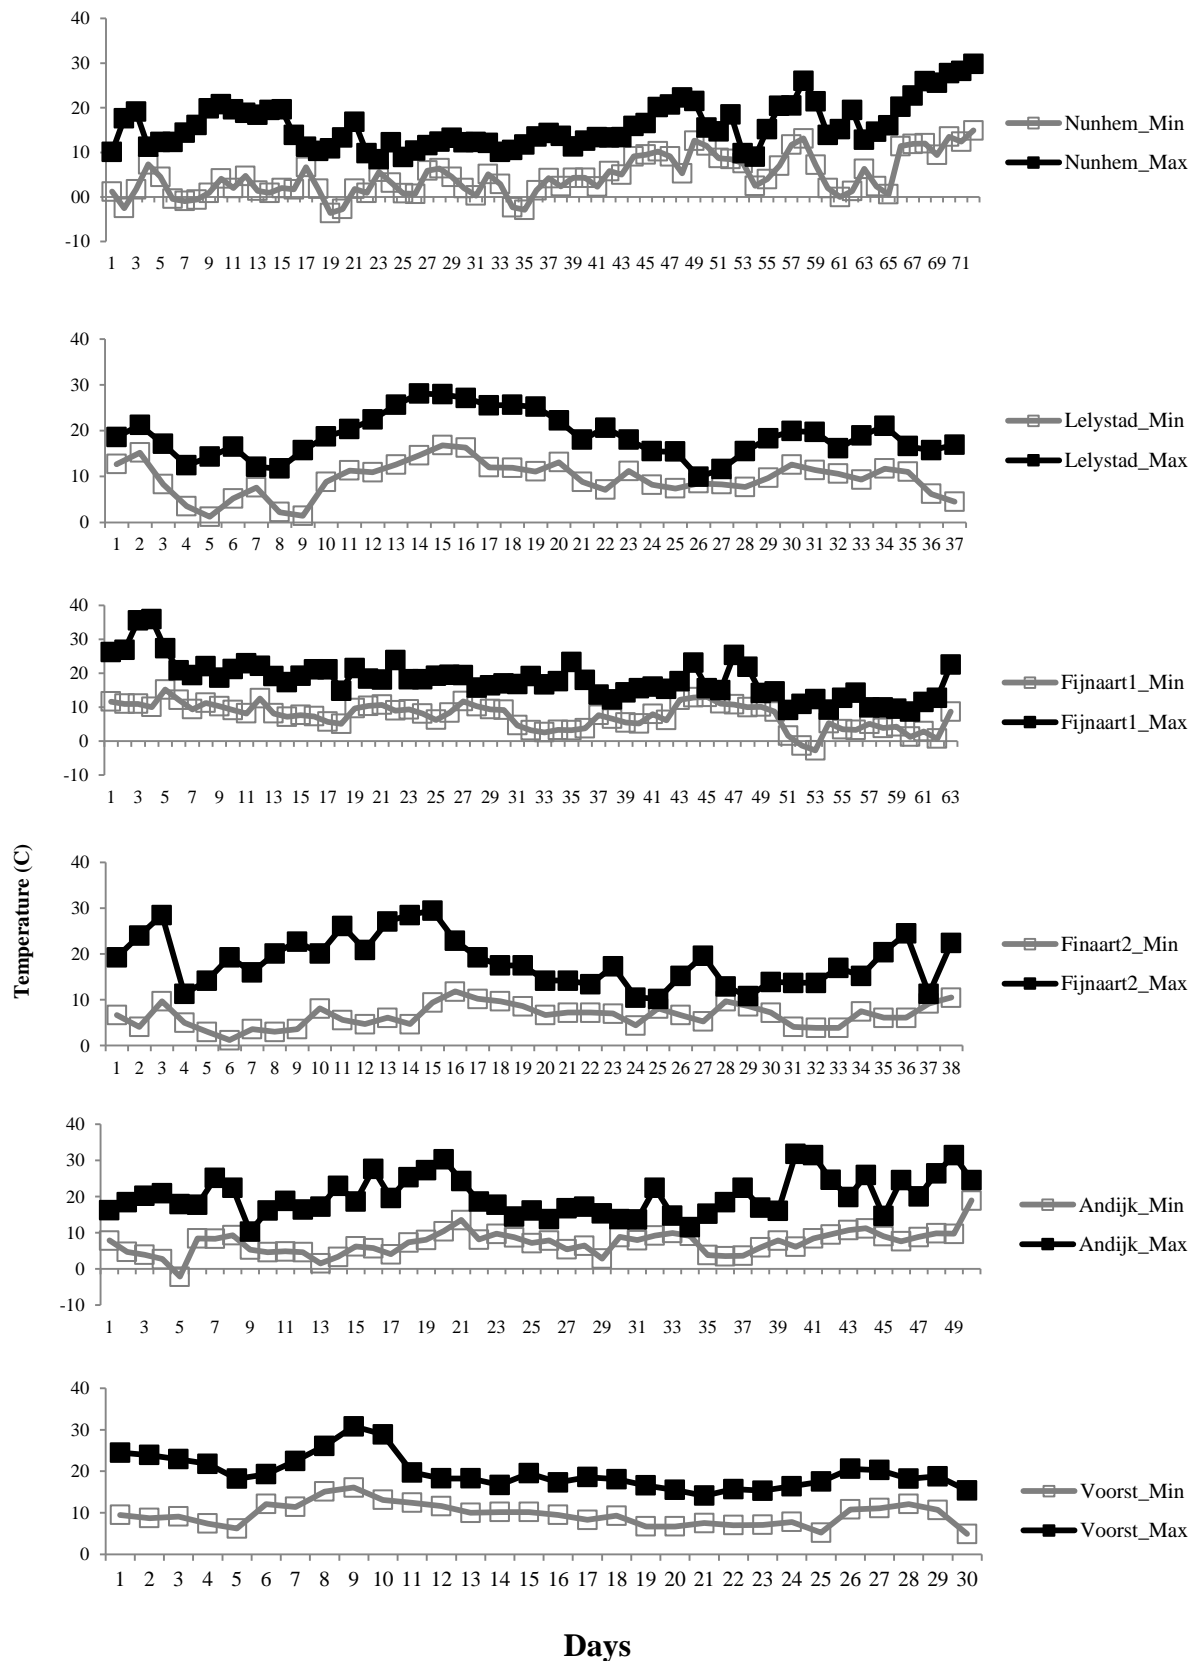 40
30
20
10
00
-10
1 3 5 7 9 11 13 15 17 19 21 23 25 27 29 31 33 35 37 39 41 43 45 47 49 51 53 55 57 59 61 63 65 67 69 71
Nunhem_Min
Nunhem_Max
40
30
20
10
0
1 2 3 4 5 6 7 8 9 10 11 12 13 14 15 16 17 18 19 20 21 22 23 24 25 26 27 28 29 30 31 32 33 34 35 36 37
Lelystad_Min
Lelystad_Max
40
30
20
10
0
-10
1 3 5 7 9 11 13 15 17 19 21 23 25 27 29 31 33 35 37 39 41 43 45 47 49 51 53 55 57 59 61 63
Fijnaart1_Min
Fijnaart1_Max
Temperature (C)
40
30
20
10
0
1 2 3 4 5 6 7 8 9 10 11 12 13 14 15 16 17 18 19 20 21 22 23 24 25 26 27 28 29 30 31 32 33 34 35 36 37 38
Finaart2_Min
Fijnaart2_Max
40
30
20
10
0
-10
1 3 5 7 9 11 13 15 17 19 21 23 25 27 29 31 33 35 37 39 41 43 45 47 49
Andijk_Min
Andijk_Max
40
30
20
10
0
1 2 3 4 5 6 7 8 9 10 11 12 13 14 15 16 17 18 19 20 21 22 23 24 25 26 27 28 29 30
Voorst_Min
Voorst_Max
Days